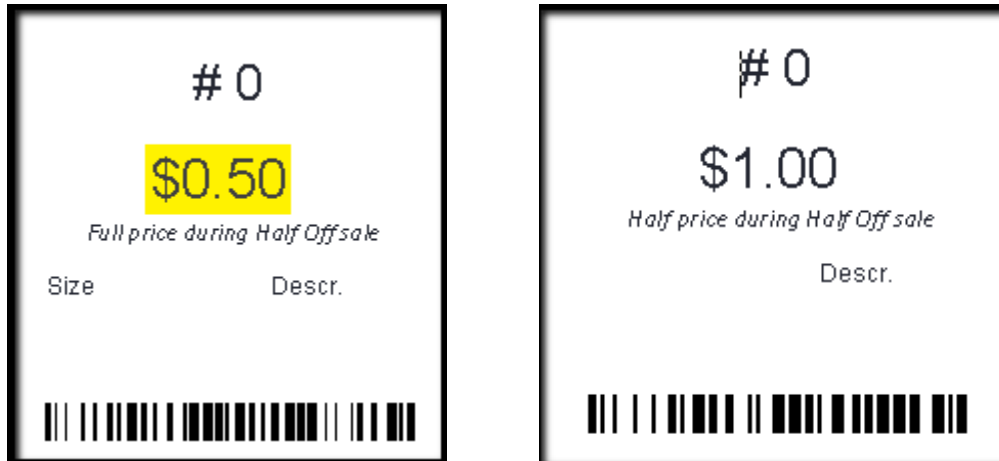 # 0
$0.50
Full price during Half Off sale
Size Descr.
# 0
$1.00
Half price during Half Off sale
Descr.